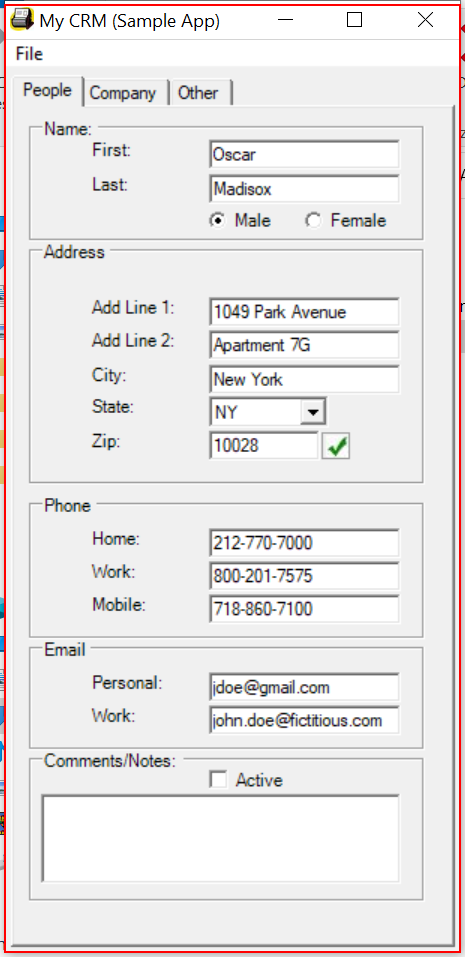 My CRM (Sample App)
File
People Company Other
Name:
First: Oscar
Last: Madisox
Male Female
Address
Add Line 1: 1049 Park Avenue
Add Line 2: Apartment 7G
City: New York
State: NY
Zip: 10028
Phone
Home: 212-770-7000
Work: 800-201-7575
Mobile: 718-860-7100
Email
Personal: jdoe@gmail.com
Work: john.doe@fictitious.com
Comments/Notes:
Active